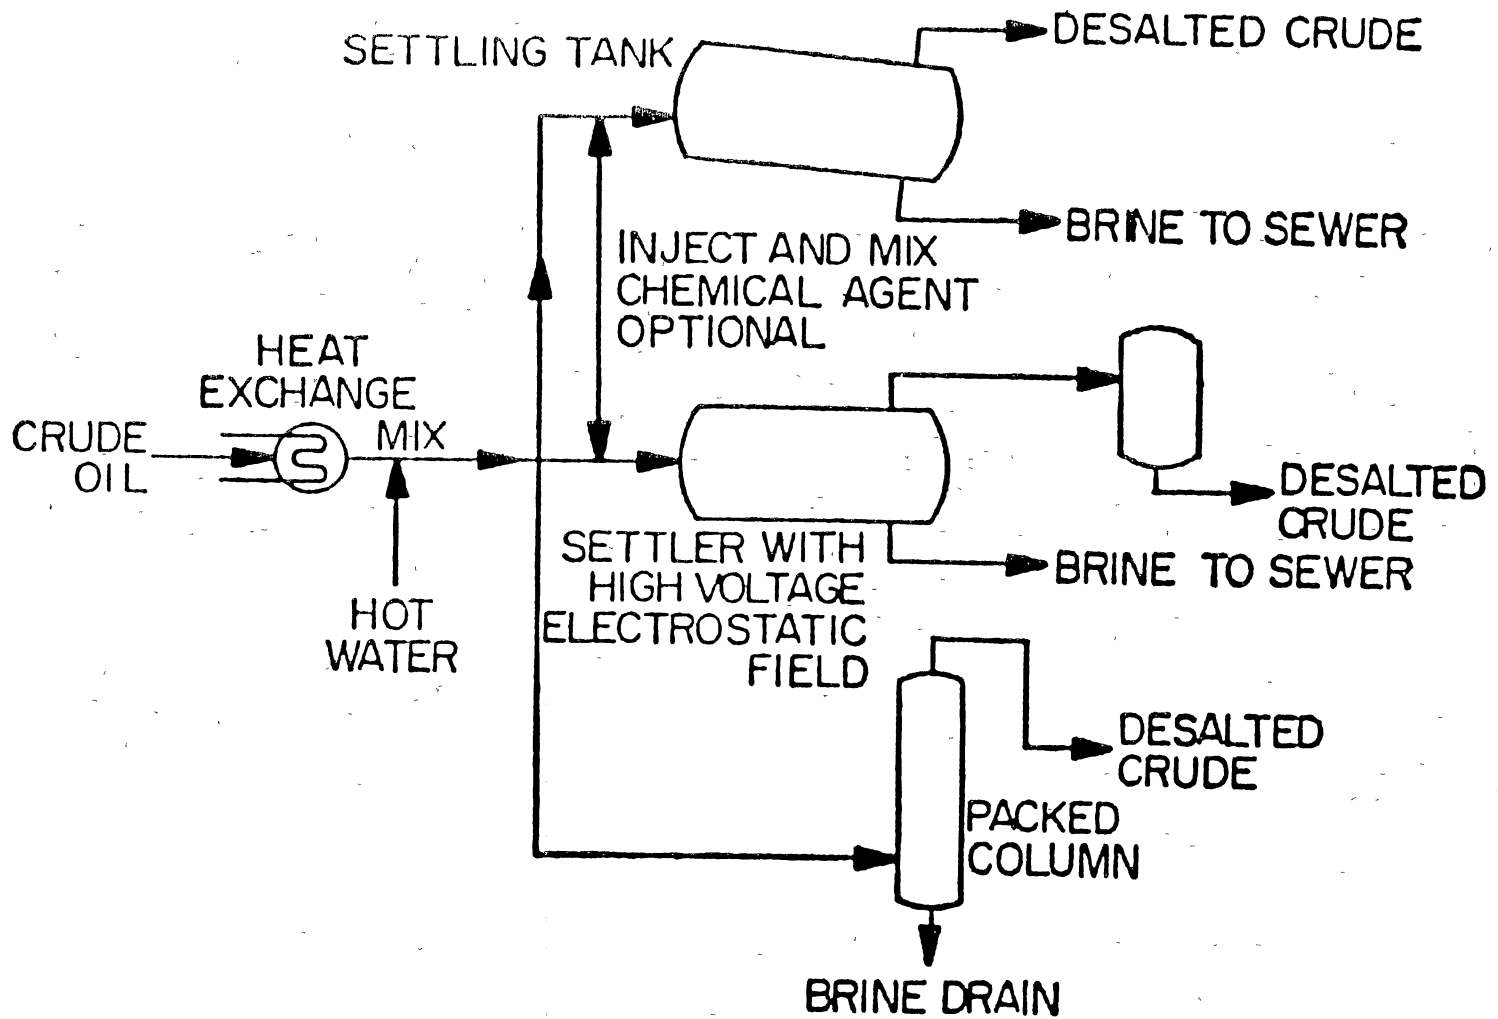 SETTLING TANK
DESALTED CRUDE
BRINE TO SEWER
INJECT AND MIX
CHEMICAL AGENT
OPTIONAL
HEAT
EXCHANGE
CRUDE
OIL
MIX
HOT
WATER
DESALTED
CRUDE
BRINE TO SEWER
SETTLER WITH
HIGH VOLTAGE
ELECTROSTATIC
FIELD
DESALTED
CRUDE
PACKED
COLUMN
BRINE DRAIN